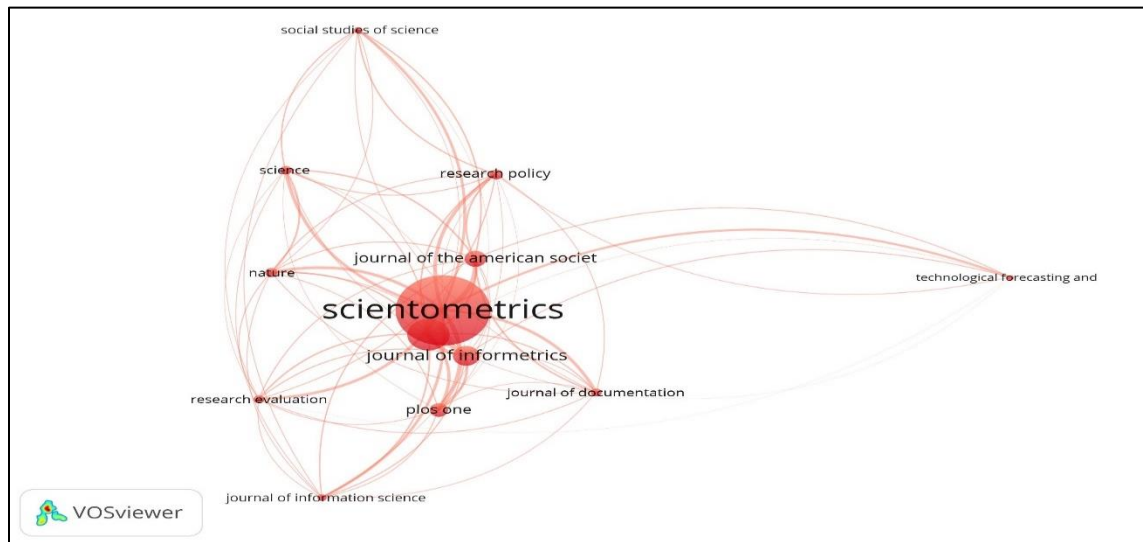 social studies of science
science
research policy
journal of the american societ
nature
technological forecasting and
scientometrics
journal of informetrics
journal of documentation
research evaluation
plos one
journal of information science
VOSviewer